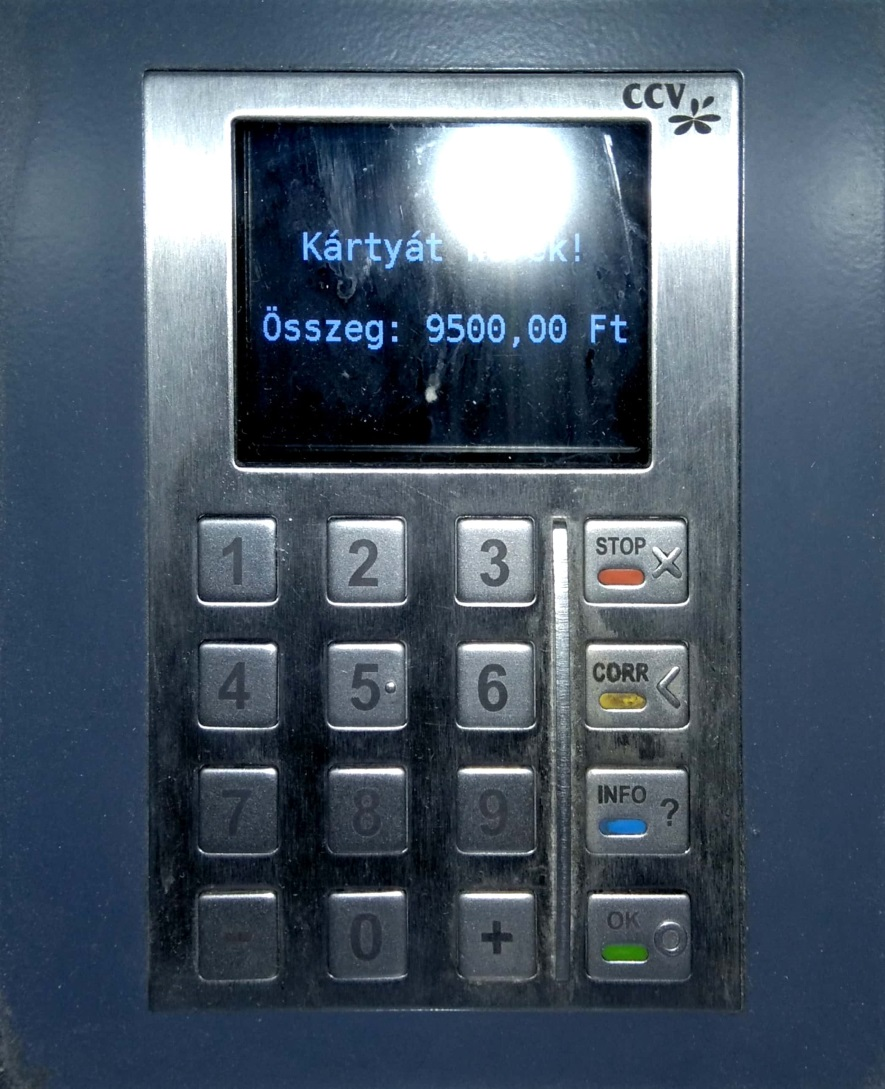 CCV
Kártyát
Összeg: 9500,00 Ft
1 2 3 STOP X
4 5 6 CORR <
7 8 9 INFO ?
- 0 + OK O